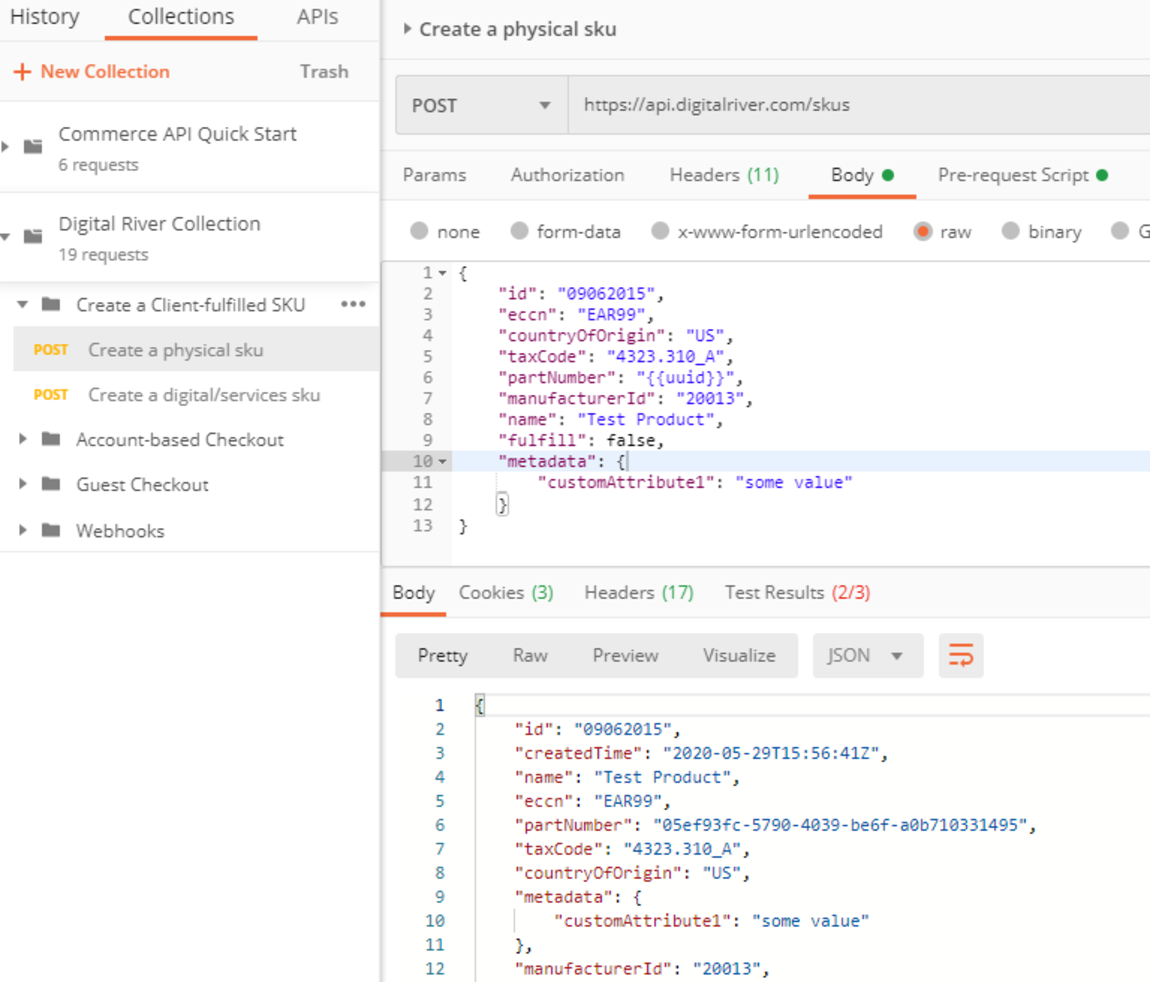 History Collections APIs
+ New Collection Trash
Commerce API Quick Start
6 requests
Digital River Collection
19 requests
Create a Client-fulfilled SKU
POST Create a physical sku
POST Create a digital/services sku
Account-based Checkout
Guest Checkout
Webhooks
Create a physical sku
POST https://api.digitalriver.com/skus
Params Authorization Headers (11) Body Pre-request Script
none form-data x-www-form-urlencoded raw binary G
1 {
2 "id": "09062015",
3 "eccn": "EAR99",
4 "countryOfOrigin": "US",
5 "taxCode": "4323.310_A",
6 "partNumber": "{{uuid}}",
7 "manufacturerId": "20013",
8 "name": "Test Product",
9 "fulfill": false,
10 "metadata": {
11 "customAttribute1": "some value"
12 }
13 }
Body Cookies (3) Headers (17) Test Results (2/3)
Pretty Raw Preview Visualize JSON
1 {
2 "id": "09062015",
3 "createdTime": "2020-05-29T15:56:41Z",
4 "name": "Test Product",
5 "eccn": "EAR99",
6 "partNumber": "05ef93fc-5790-4039-be6f-a0b710331495",
7 "taxCode": "4323.310_A",
8 "countryOfOrigin": "US",
9 "metadata": {
10 "customAttribute1": "some value"
11 },
12 "manufacturerId": "20013",